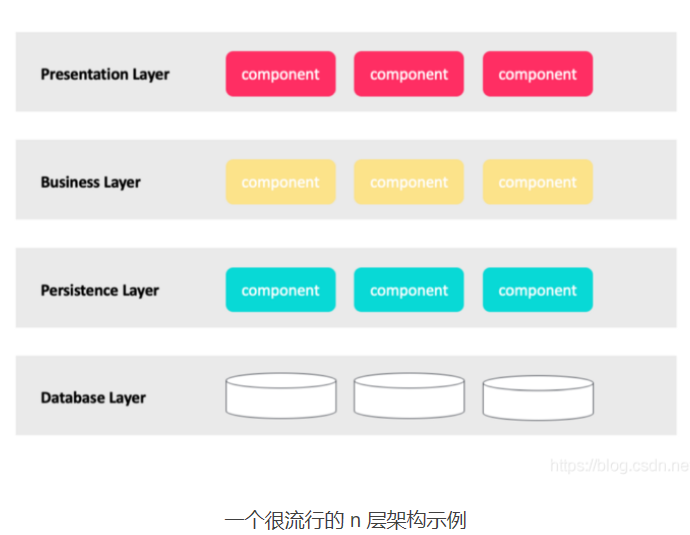 Presentation Layer component component component
Business Layer component component component
Persistence Layer component component component
Database Layer
https://blog.csdn.ne
一个很流行的 n 层架构示例